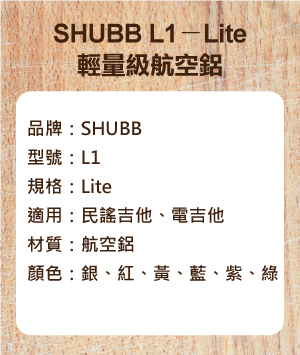 SHUBB L1－Lite
輕量級航空鋁
品牌：SHUBB
型號：L1
規格：Lite
適用：民謠吉他、電吉他
材質：航空鋁
顏色：銀、紅、黃、藍、紫、綠